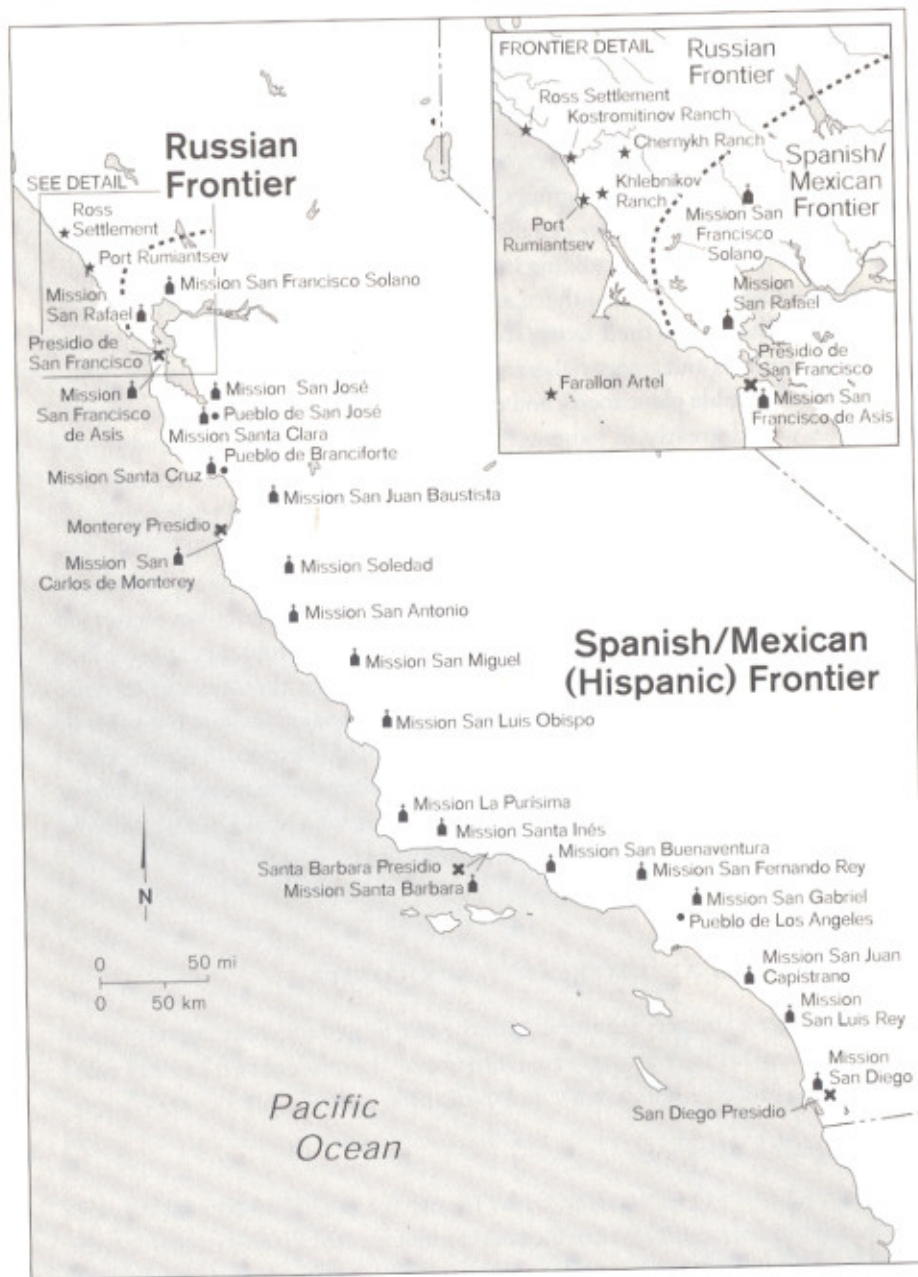 FRONTIER DETAIL
Russian
Frontier
Ross Settlement
Kostromitinov Ranch
Chernykh Ranch
Khlebnikov
Ranch
Port
Rumiantsev
Spanish/
Mexican
Frontier
Mission San
Francisco
Solano
Mission
San Rafael
Presidio de
San Francisco
Mission San
Francisco de Asis
Farallon Artel
Russian
Frontier
SEE DETAIL
Ross
Settlement
Port Rumiantsev
Mission San Francisco Solano
Mission
San Rafael
Presidio de
San Francisco
Mission
San Francisco
de Asis
Mission San José
Pueblo de San José
Mission Santa Clara
Pueblo de Branciforte
Mission Santa Cruz
Mission San Juan Baustista
Monterey Presidio
Mission San
Carlos de Monterey
Mission Soledad
Mission San Antonio
Mission San Miguel
Spanish/Mexican
(Hispanic) Frontier
Mission San Luis Obispo
Mission La Purísima
Mission Santa Inés
Santa Barbara Presidio
Mission Santa Barbara
Mission San Buenaventura
Mission San Fernando Rey
Mission San Gabriel
Pueblo de Los Angeles
Mission San Juan
Capistrano
Mission
San Luis Rey
Mission
San Diego
San Diego Presidio
N
0 50 mi
0 50 km
Pacific
Ocean